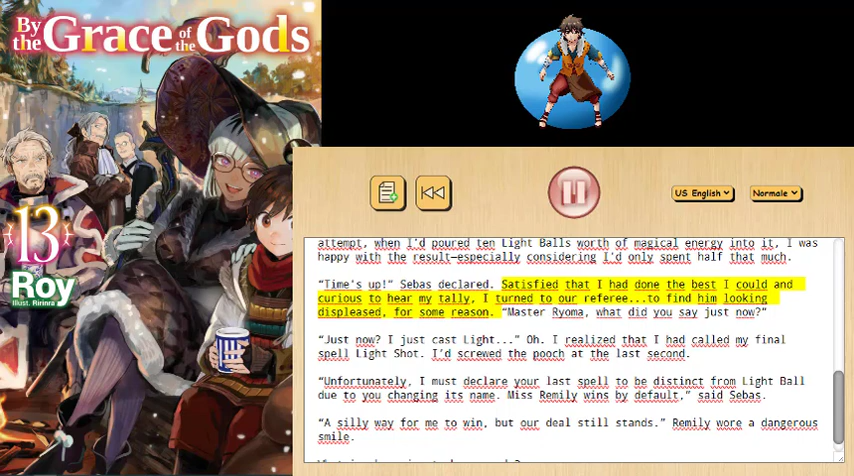 By the Grace of the Gods
13
Roy
Illust. Ririnra
US English
Normale
attempt, when I'd poured ten Light Balls worth of magical energy into it, I was
happy with the result—especially considering I'd only spent half that much.
“Time's up!” Sebas declared. Satisfied that I had done the best I could and
curious to hear my tally, I turned to our referee...to find him looking
displeased, for some reason. “Master Ryoma, what did you say just now?”
“Just now? I just cast Light...” Oh. I realized that I had called my final
spell Light Shot. I'd screwed the pooch at the last second.
“Unfortunately, I must declare your last spell to be distinct from Light Ball
due to you changing its name. Miss Remily wins by default,” said Sebas.
“A silly way for me to win, but our deal still stands.” Remily wore a dangerous
smile.